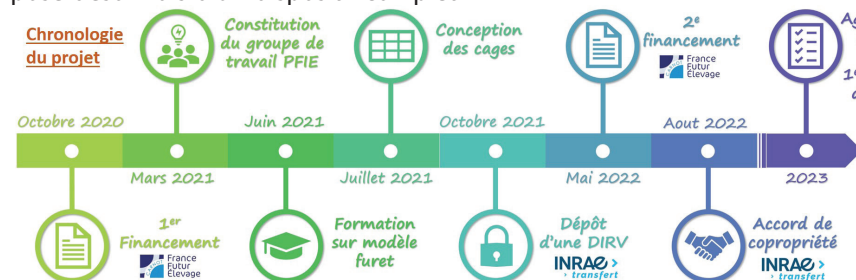 Chronologie
du projet
Constitution
du groupe de
travail PFIE
Conception
des cages
2e
financement
France
Futur
Élevage
Octobre 2020
Juin 2021
Octobre 2021
Aout 2022
Mars 2021
Juillet 2021
Mai 2022
2023
1er
Financement
France
Futur
Élevage
Formation
sur modèle
furet
Dépôt
d'une DIRV
INRAE
transfert
Accord de
copropriété
INRAE
transfert